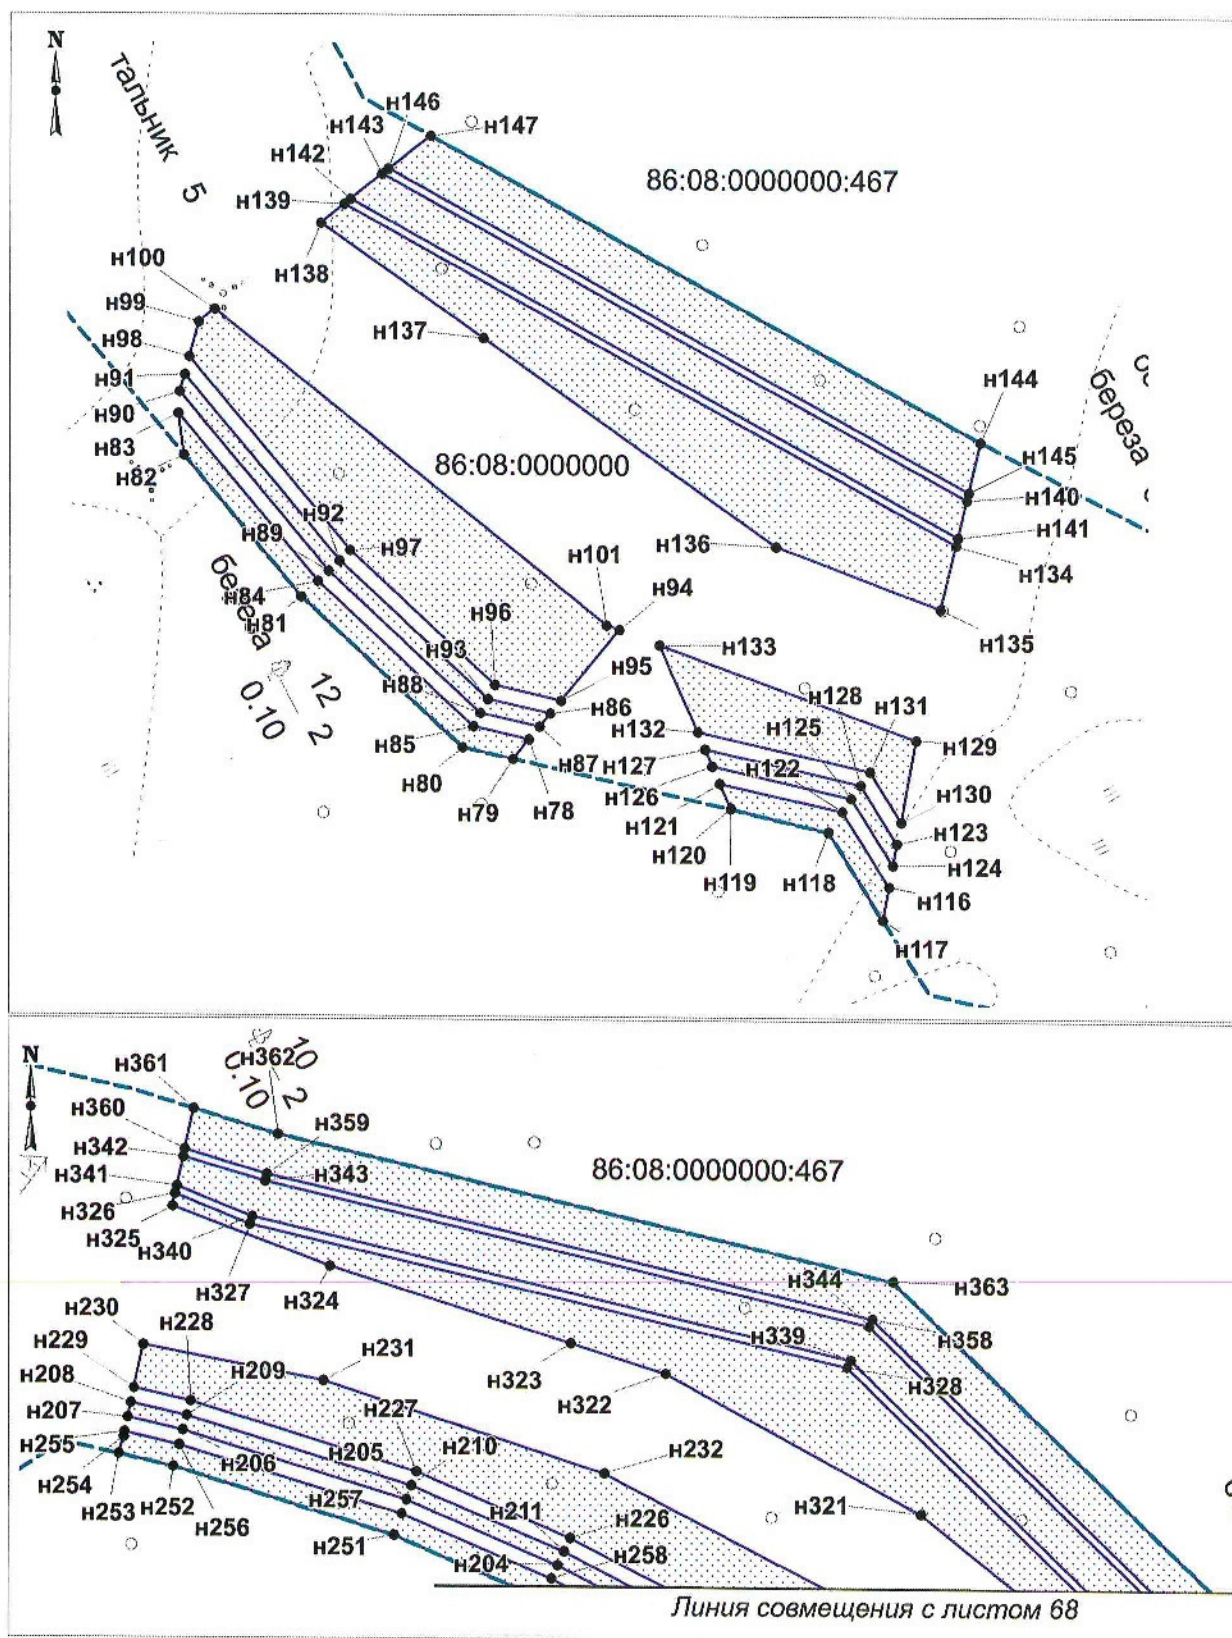 N
тальник 5
н146
н143
н147
н142
н139
86:08:0000000:467
н100
н138
н99
н137
н98
н91
н144
н90
береза
н83
86:08:0000000
н145
н82
н140
н92
н89
н97
н136
н101
н141
н94
н134
береза
н84
н81
н96
н135
н93
н133
н95
12
2
0.10
н88
н128
н131
н86
н132
н125
н129
н85
н87
н127
н122
н80
н126
н130
н79
н78
н121
н123
н120
н124
н119
н118
н116
н117
N
н361
н362
10
2
0.10
н360
н359
н342
н343
86:08:0000000:467
н341
н326
н325
н340
н344
н363
н327
н324
н230
н228
н339
н358
н229
н209
н231
н323
н328
н208
н322
н227
н207
н205
н210
н255
н206
н232
н254
н257
н211
н321
н253
н252
н256
н226
н251
н204
н258
Линия совмещения с листом 68